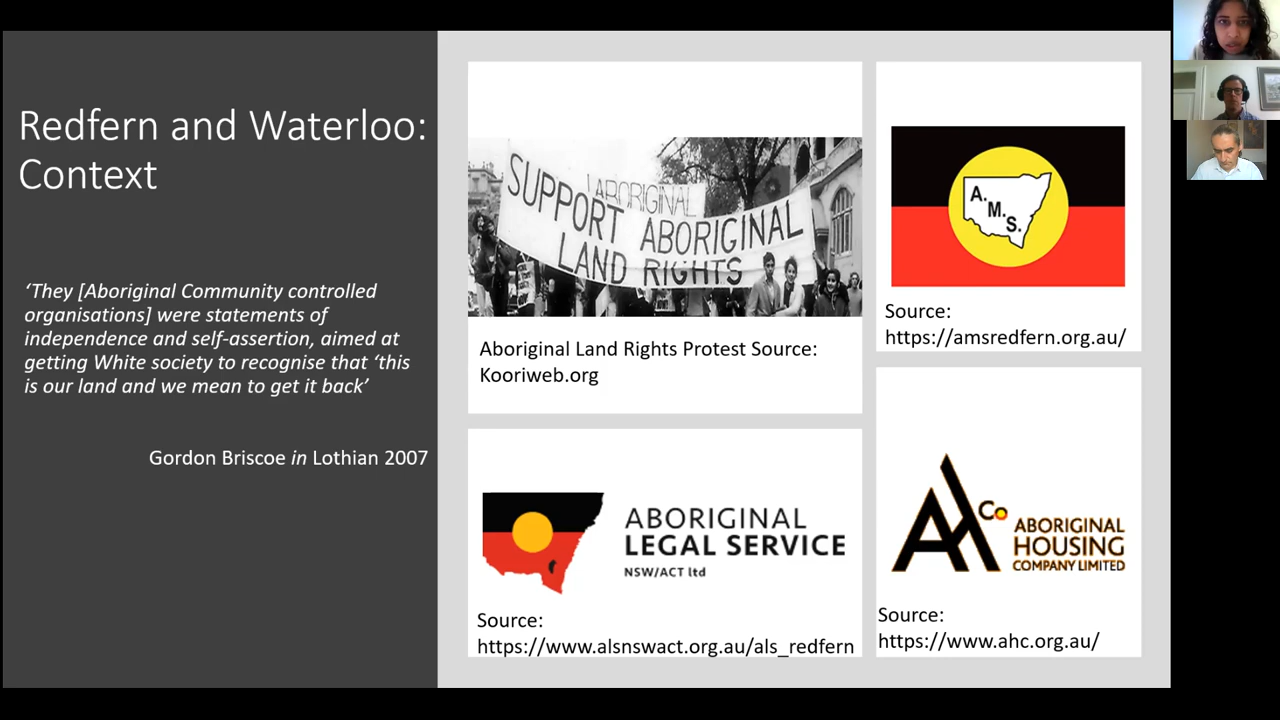 Redfern and Waterloo:
Context
‘They [Aboriginal Community controlled
organisations] were statements of
independence and self-assertion, aimed at
getting White society to recognise that ‘this
is our land and we mean to get it back’
Gordon Briscoe in Lothian 2007
ABORIGINAL
SUPPORT ABORIGINAL
LAND RIGHTS
Aboriginal Land Rights Protest Source:
Kooriweb.org
A.
M.
S.
Source:
https://amsredfern.org.au/
ABORIGINAL
LEGAL SERVICE
NSW/ACT ltd
Source:
https://www.alsnswact.org.au/als_redfern
AH
Co
ABORIGINAL
HOUSING
COMPANY LIMITED
Source:
https://www.ahc.org.au/